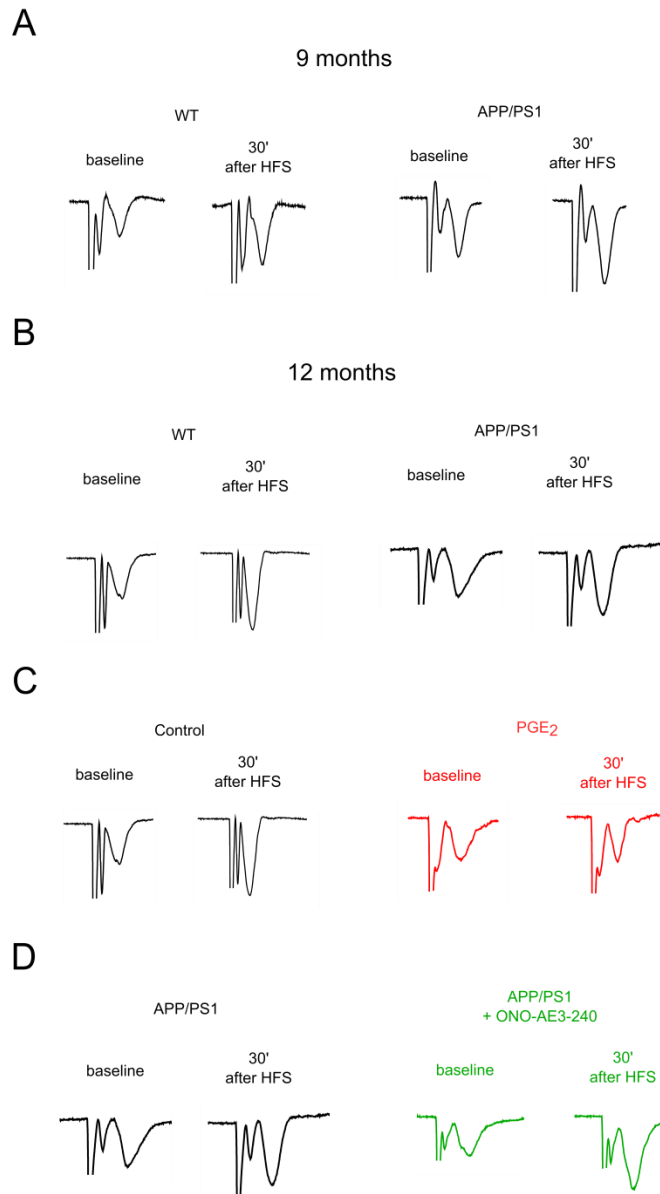 A
9 months
WT
APP/PS1
baseline
30'
after HFS
baseline
30'
after HFS
B
12 months
WT
APP/PS1
baseline
30'
after HFS
baseline
30'
after HFS
C
Control
PGE2
baseline
30'
after HFS
baseline
30'
after HFS
D
APP/PS1
APP/PS1
+ ONO-AE3-240
baseline
30'
after HFS
baseline
30'
after HFS